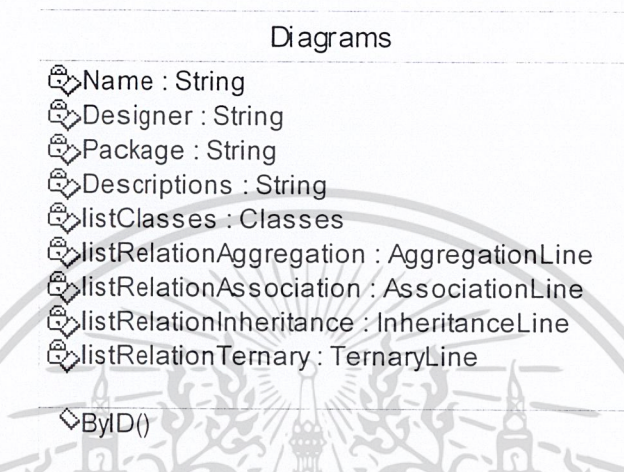 Diagrams
Name : String
Designer : String
Package : String
Descriptions : String
listClasses : Classes
listRelationAggregation : AggregationLine
listRelationAssociation : AssociationLine
listRelationInheritance : InheritanceLine
listRelationTernary : TernaryLine
ByID()